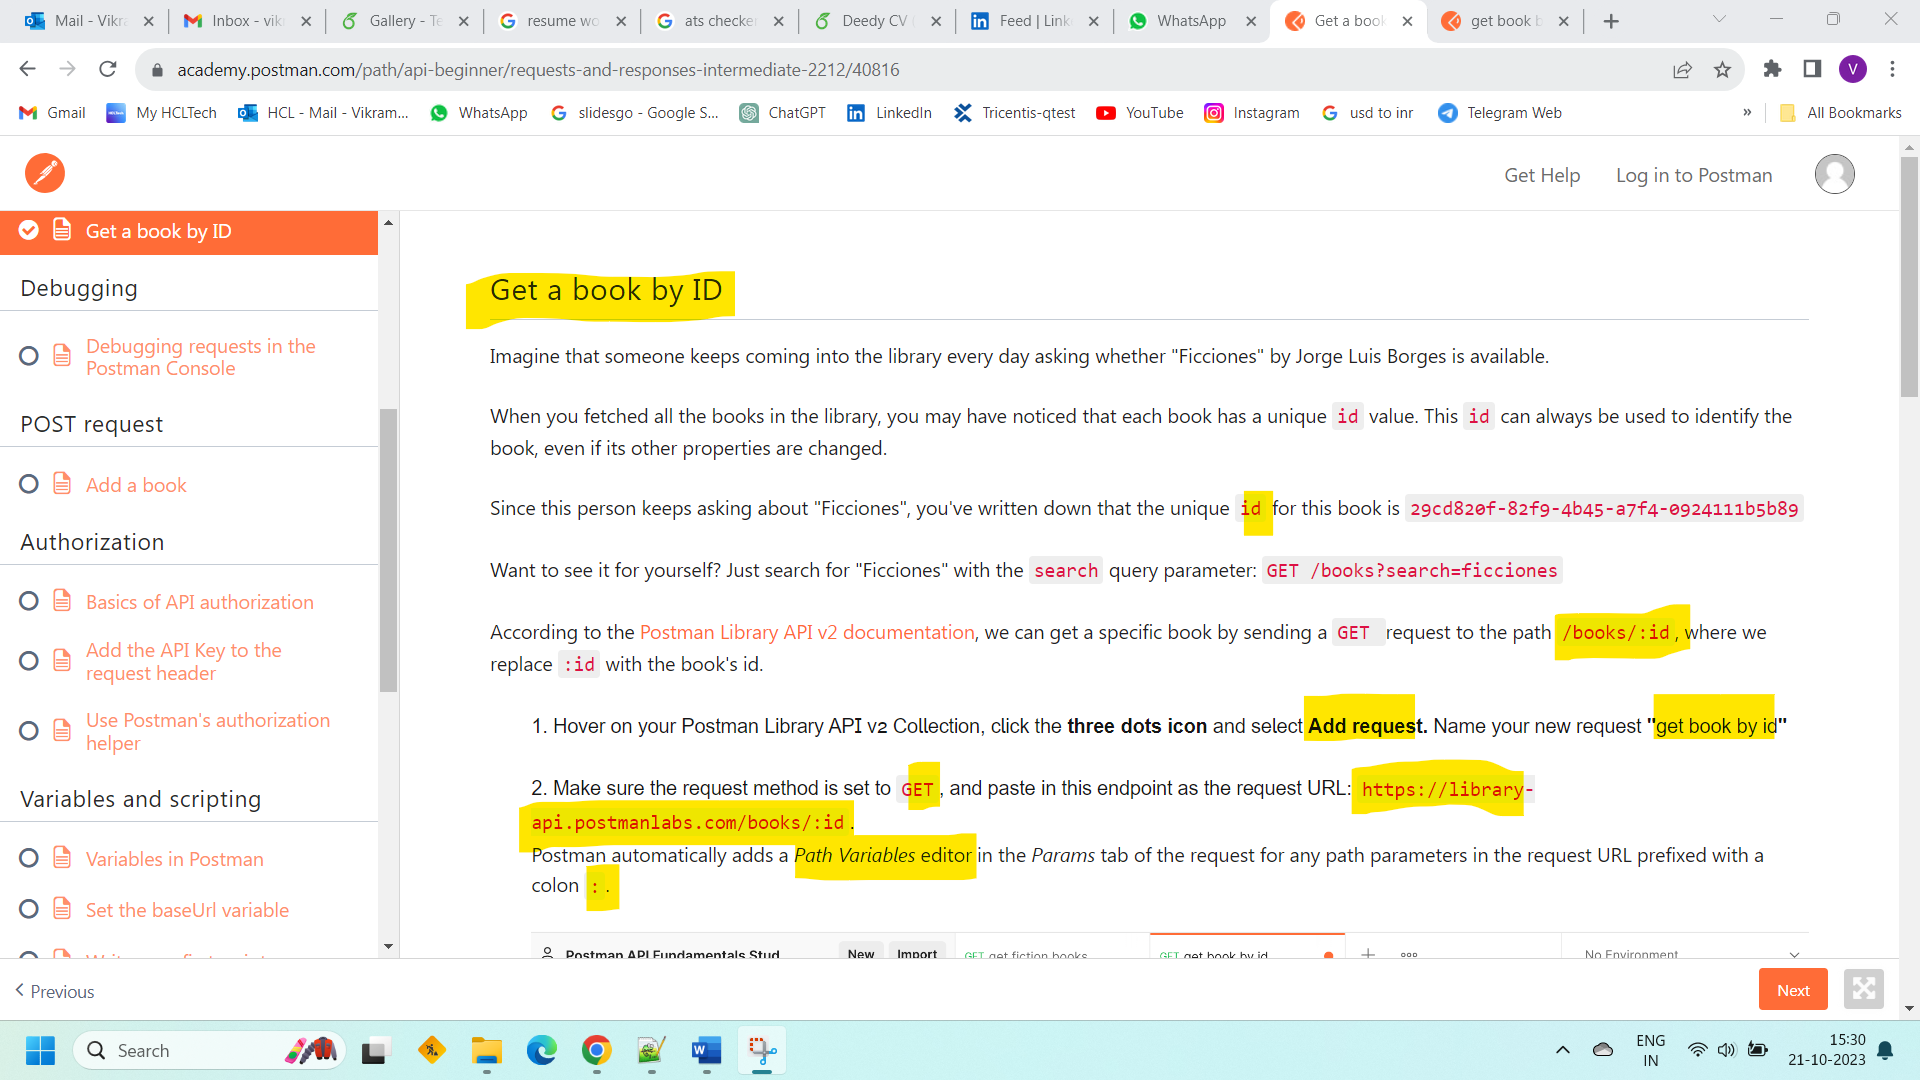 Mail - Vikra
Inbox - vik
Gallery - Te
resume wo
ats checke
Deedy CV (
Feed | Link
WhatsApp
Get a book
get book b
academy.postman.com/path/api-beginner/requests-and-responses-intermediate-2212/40816
V
Gmail
My HCLTech
HCL - Mail - Vikram...
WhatsApp
slidesgo - Google S...
ChatGPT
LinkedIn
Tricentis-qtest
YouTube
Instagram
usd to inr
Telegram Web
»
All Bookmarks
Get Help
Log in to Postman
Get a book by ID
Debugging
Debugging requests in the
Postman Console
POST request
Add a book
Authorization
Basics of API authorization
Add the API Key to the
request header
Use Postman's authorization
helper
Variables and scripting
Variables in Postman
Set the baseUrl variable
Get a book by ID
Imagine that someone keeps coming into the library every day asking whether "Ficciones" by Jorge Luis Borges is available.
When you fetched all the books in the library, you may have noticed that each book has a unique id value. This id can always be used to identify the
book, even if its other properties are changed.
Since this person keeps asking about "Ficciones", you've written down that the unique id for this book is 29cd820f-82f9-4b45-a7f4-0924111b5b89
Want to see it for yourself? Just search for "Ficciones" with the search query parameter: GET /books?search=ficciones
According to the Postman Library API v2 documentation, we can get a specific book by sending a GET request to the path /books/:id, where we
replace :id with the book's id.
1. Hover on your Postman Library API v2 Collection, click the three dots icon and select Add request. Name your new request "get book by id"
2. Make sure the request method is set to GET, and paste in this endpoint as the request URL: https://library-
api.postmanlabs.com/books/:id.
Postman automatically adds a Path Variables editor in the Params tab of the request for any path parameters in the request URL prefixed with a
colon :.
Postman API Fundamentals Stud
New
Import
GET get fiction books
GET get book by id
No Environment
Previous
Next
Search
ENG
IN
15:30
21-10-2023